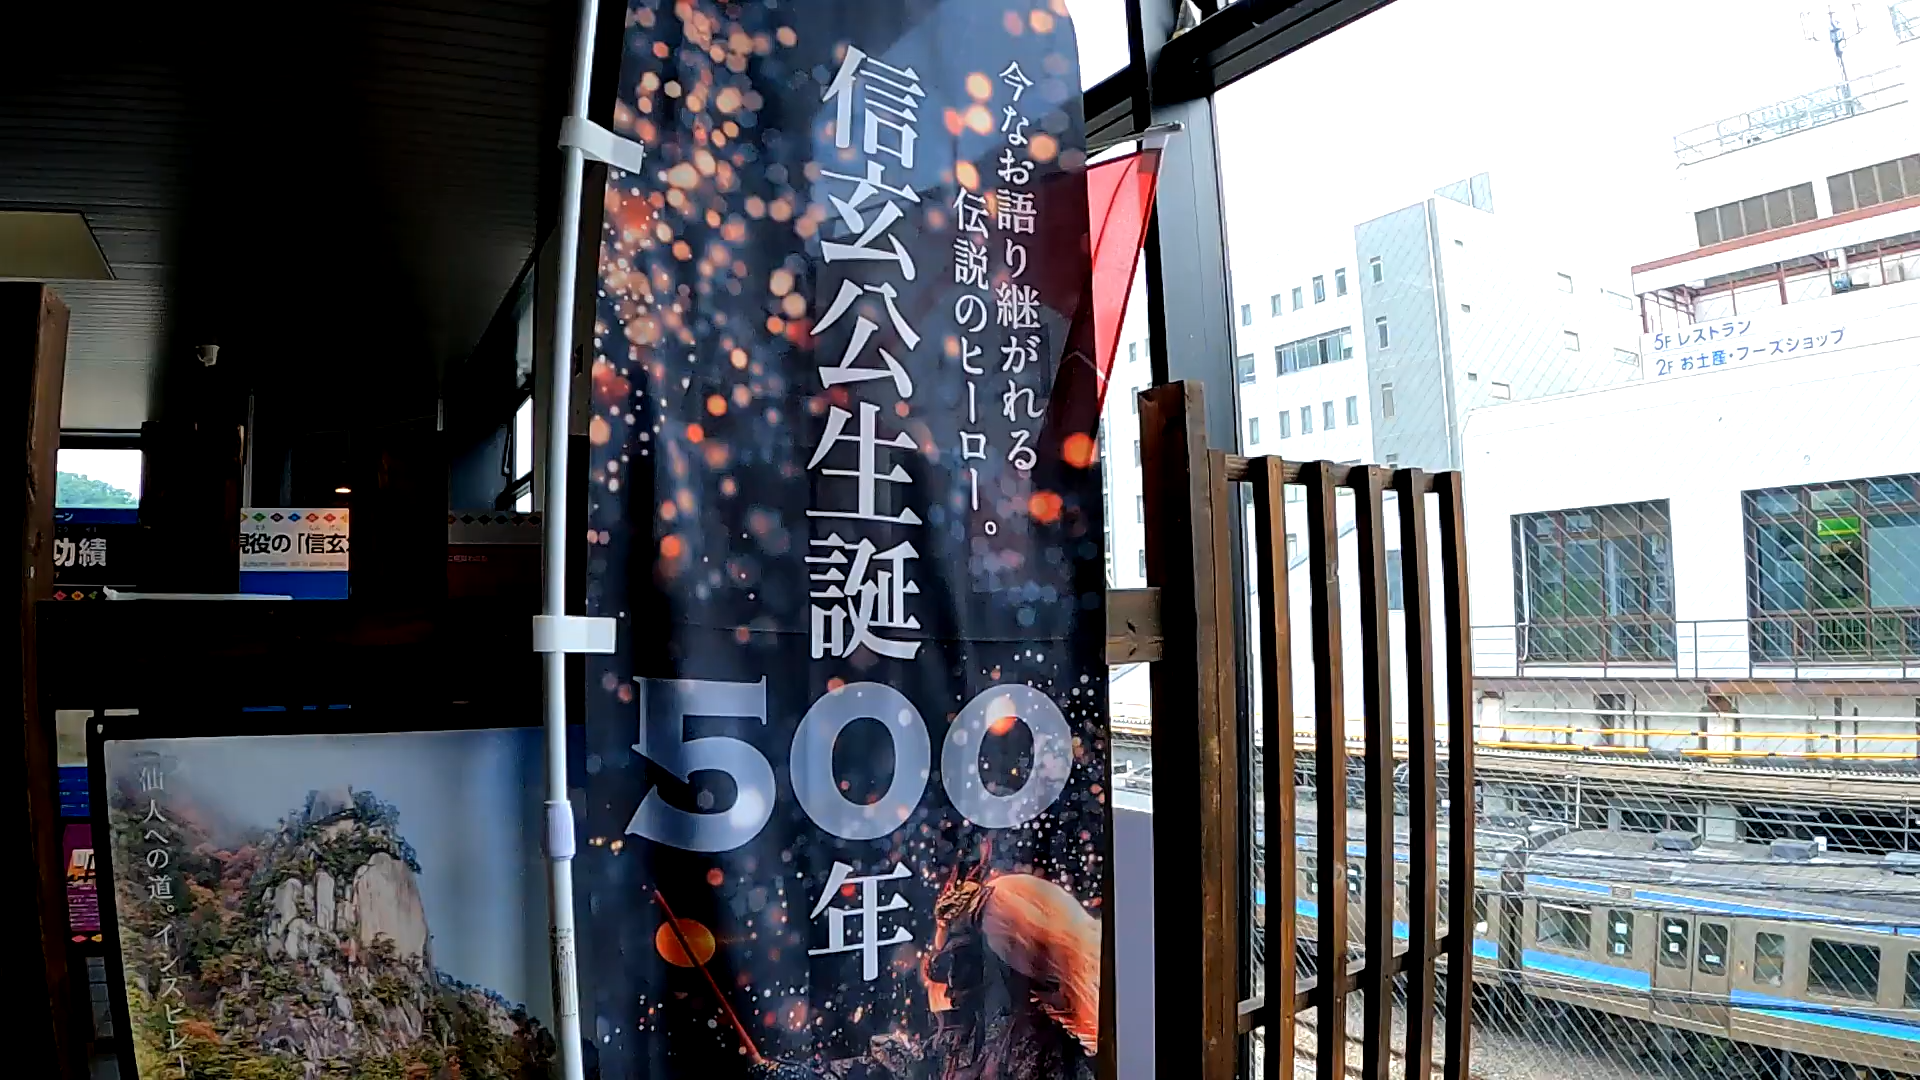 今なお語り継がれる
伝説のヒーロー。
信玄公生誕
500
年
5F レストラン
2F お土産・フーズショップ
功績
現役の「信玄
仙人への道。インスピレー